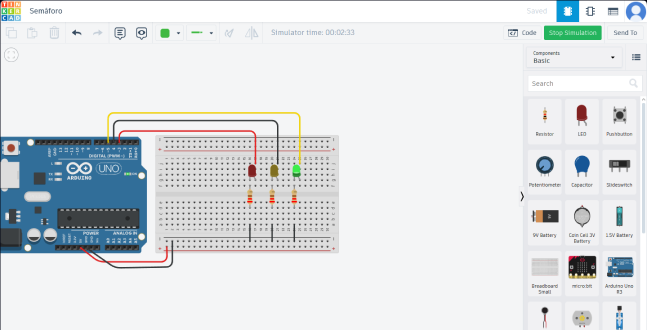 TIN
KER
CAD
Semáforo
Saved
Simulator time: 00:02:33
Code
Stop Simulation
Send To
Components
Basic
Search
Resistor
LED
Pushbutton
Potentiometer
Capacitor
Slideswitch
9V Battery
Coin Cell 3V
Battery
1.5V Battery
Breadboard
Small
micro:bit
Arduino Uno
R3
DIGITAL (PWM~)
UNO
ARDUINO
POWER
ANALOG IN